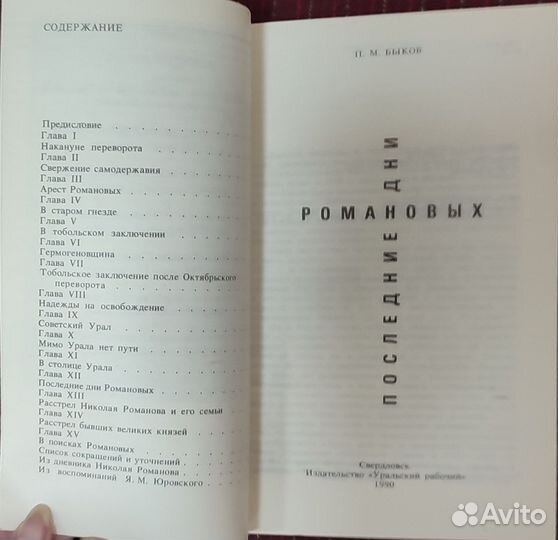 СОДЕРЖАНИЕ
Предисловие
Глава I
Накануне переворота
Глава II
Свержение самодержавия
Глава III
Арест Романовых
Глава IV
В старом гнезде
Глава V
В тобольском заключении
Глава VI
Гермогеновщина
Глава VII
Тобольское заключение после Октябрьского
переворота
Глава VIII
Надежды на освобождение
Глава IX
Советский Урал
Глава X
Мимо Урала нет пути
Глава XI
В столице Урала
Глава XII
Последние дни Романовых
Глава XIII
Расстрел Николая Романова и его семьи
Глава XIV
Расстрел бывших великих князей
Глава XV
В поисках Романовых
Список сокращений и уточнений
Из дневника Николая Романова
Из воспоминаний Я. М. Юровского
П. М. БЫКОВ
ПОСЛЕДНИЕ ДНИ
РОМАНОВЫХ
Свердловск
Издательство «Уральский рабочий»
1990
Avito